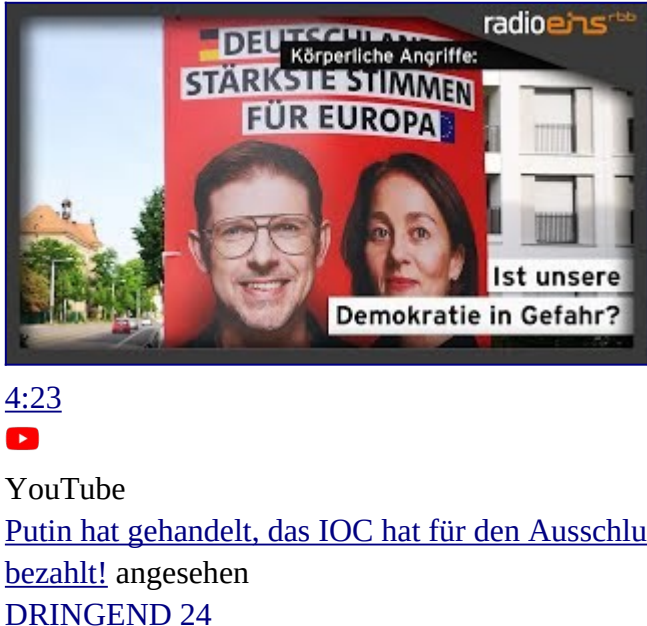 radioeins rbb
DEUTSCHLANDS
Körperliche Angriffe:
STÄRKSTE STIMMEN
FÜR EUROPA
Ist unsere
Demokratie in Gefahr?
4:23
YouTube
Putin hat gehandelt, das IOC hat für den Ausschlu
bezahlt! angesehen
DRINGEND 24